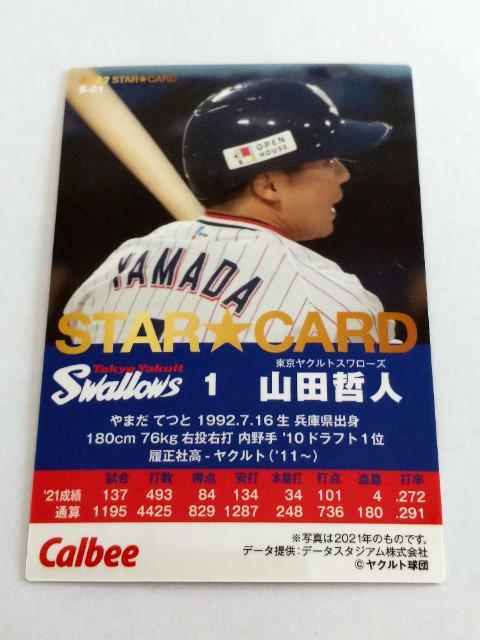 2022 STAR★CARD
S-01
OPEN
HOUSE
YAMADA
STAR★CARD
東京ヤクルトスワローズ
Tokyo Yakult
Swallows 1 山田哲人
やまだ てつと 1992.7.16生 兵庫県出身
180cm 76kg 右投右打 内野手 '10ドラフト1位
履正社高-ヤクルト('11~)
試合 打数 得点 安打 本塁打 打点 盗塁 打率
'21成績 137 493 84 134 34 101 4 .272
通算 1195 4425 829 1287 248 736 180 .291
Calbee
※写真は2021年のものです。
データ提供:データスタジアム株式会社
©ヤクルト球団